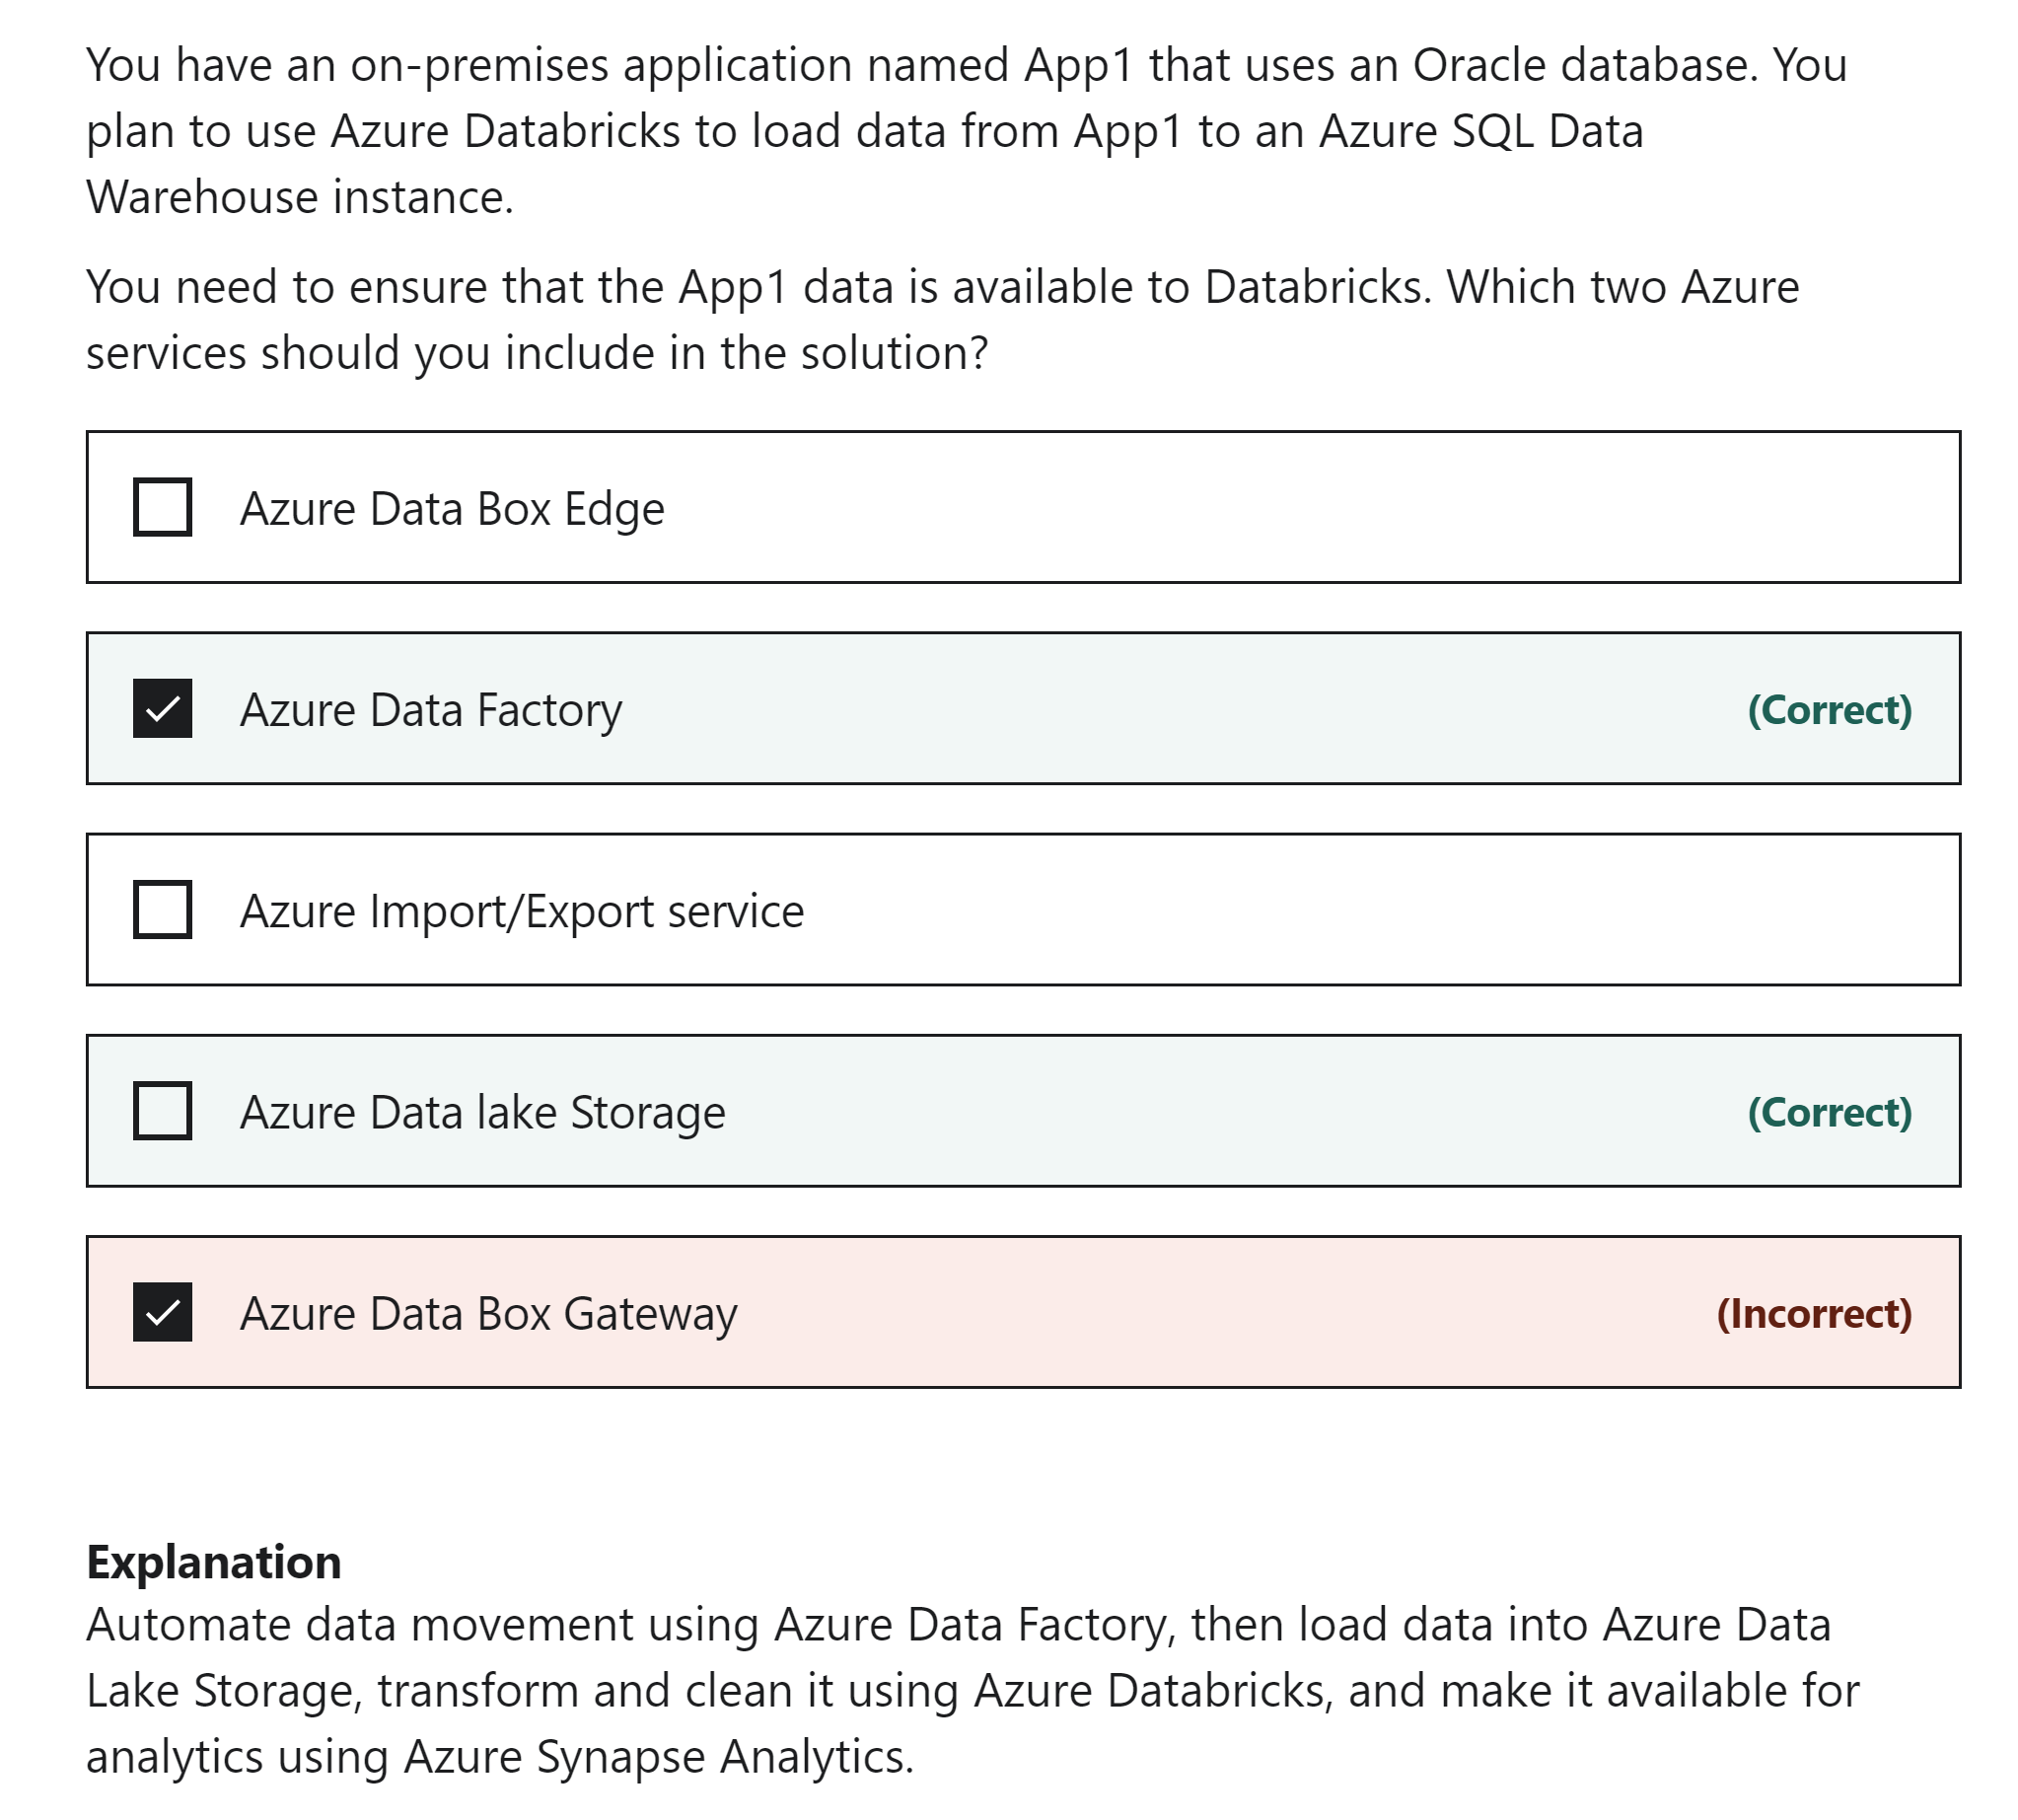 You have an on-premises application named App1 that uses an Oracle database. You
plan to use Azure Databricks to load data from App1 to an Azure SQL Data
Warehouse instance.
You need to ensure that the App1 data is available to Databricks. Which two Azure
services should you include in the solution?
Azure Data Box Edge
Azure Data Factory (Correct)
Azure Import/Export service
Azure Data lake Storage (Correct)
Azure Data Box Gateway (Incorrect)
Explanation
Automate data movement using Azure Data Factory, then load data into Azure Data
Lake Storage, transform and clean it using Azure Databricks, and make it available for
analytics using Azure Synapse Analytics.